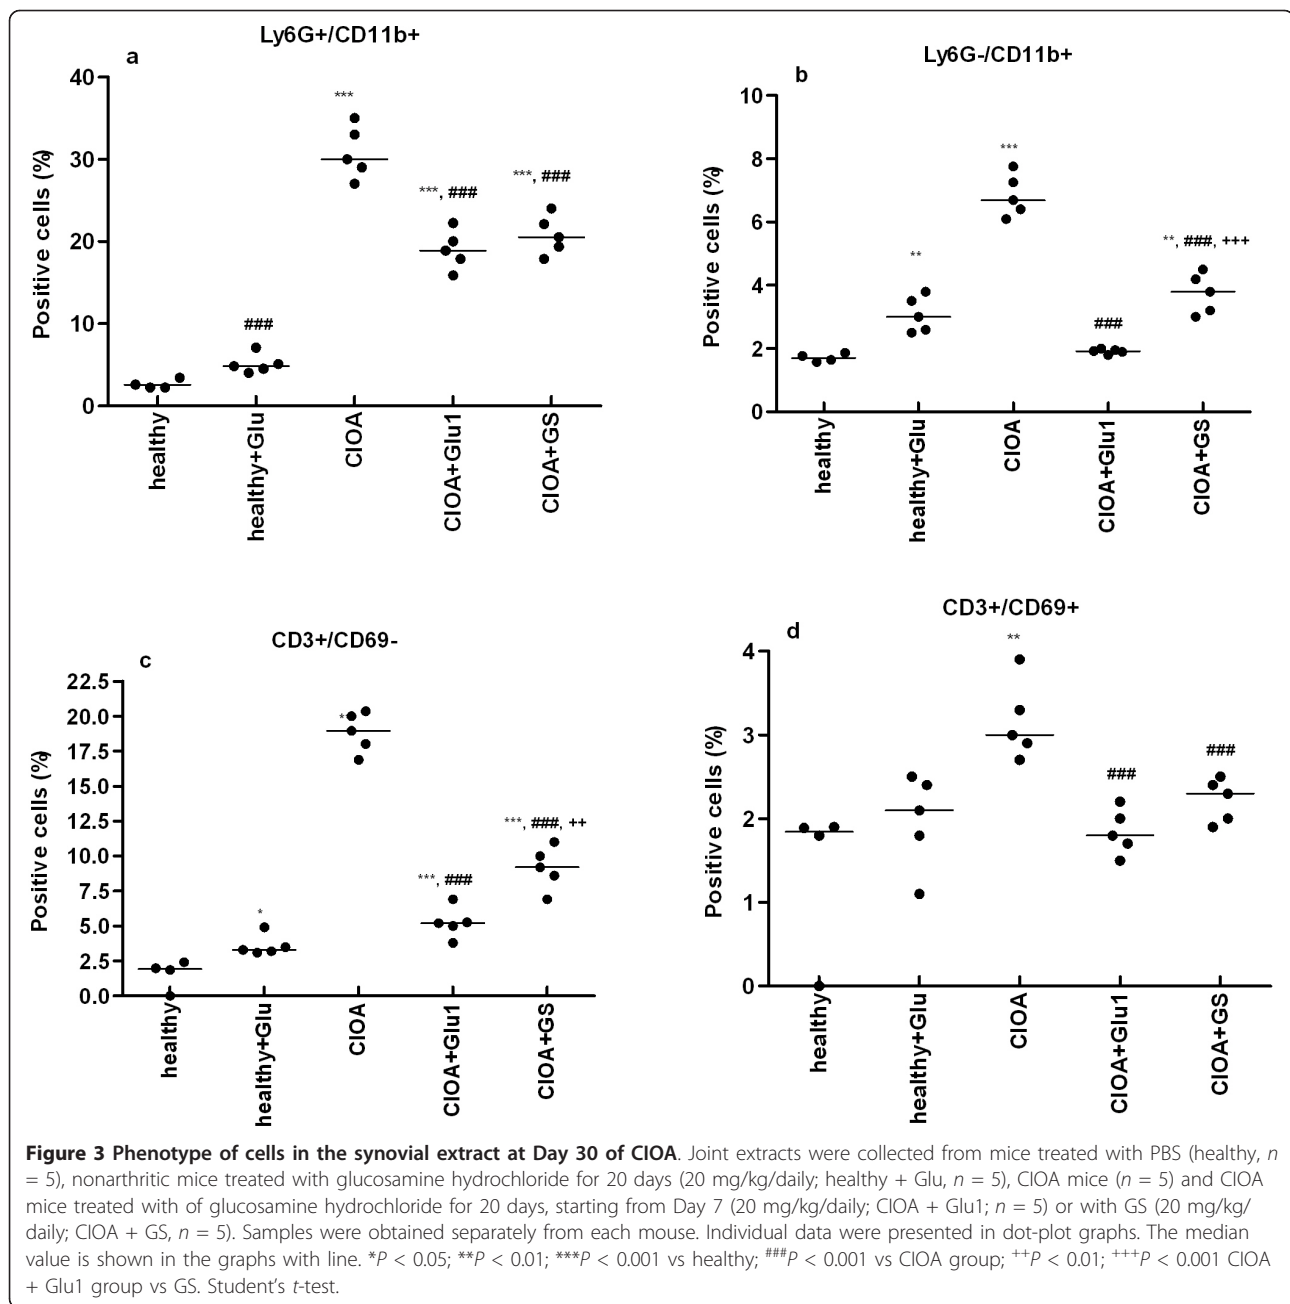 Ly6G+/CD11b+
a
Positive cells (%)
40
30
20
10
0
***
###
***, ###
***, ###
healthy
healthy+Glu
CIOA
CIOA+Glu1
CIOA+GS
Ly6G-/CD11b+
b
Positive cells (%)
10
8
6
4
2
0
**
***
###
**, ###, +++
healthy
healthy+Glu
CIOA
CIOA+Glu1
CIOA+GS
CD3+/CD69-
c
Positive cells (%)
22.5
20.0
17.5
15.0
12.5
10.0
7.5
5.0
2.5
0.0
*
*
***, ###
***, ###, ++
healthy
healthy+Glu
CIOA
CIOA+Glu1
CIOA+GS
CD3+/CD69+
d
Positive cells (%)
4
3
2
1
0
**
###
###
healthy
healthy+Glu
CIOA
CIOA+Glu1
CIOA+GS
Figure 3 Phenotype of cells in the synovial extract at Day 30 of CIOA. Joint extracts were collected from mice treated with PBS (healthy, n
= 5), nonarthritic mice treated with glucosamine hydrochloride for 20 days (20 mg/kg/daily; healthy + Glu, n = 5), CIOA mice (n = 5) and CIOA
mice treated with of glucosamine hydrochloride for 20 days, starting from Day 7 (20 mg/kg/daily; CIOA + Glu1; n = 5) or with GS (20 mg/kg/
daily; CIOA + GS, n = 5). Samples were obtained separately from each mouse. Individual data were presented in dot-plot graphs. The median
value is shown in the graphs with line. *P < 0.05; **P < 0.01; ***P < 0.001 vs healthy; ###P < 0.001 vs CIOA group; ++P < 0.01; +++P < 0.001 CIOA
+ Glu1 group vs GS. Student's t-test.